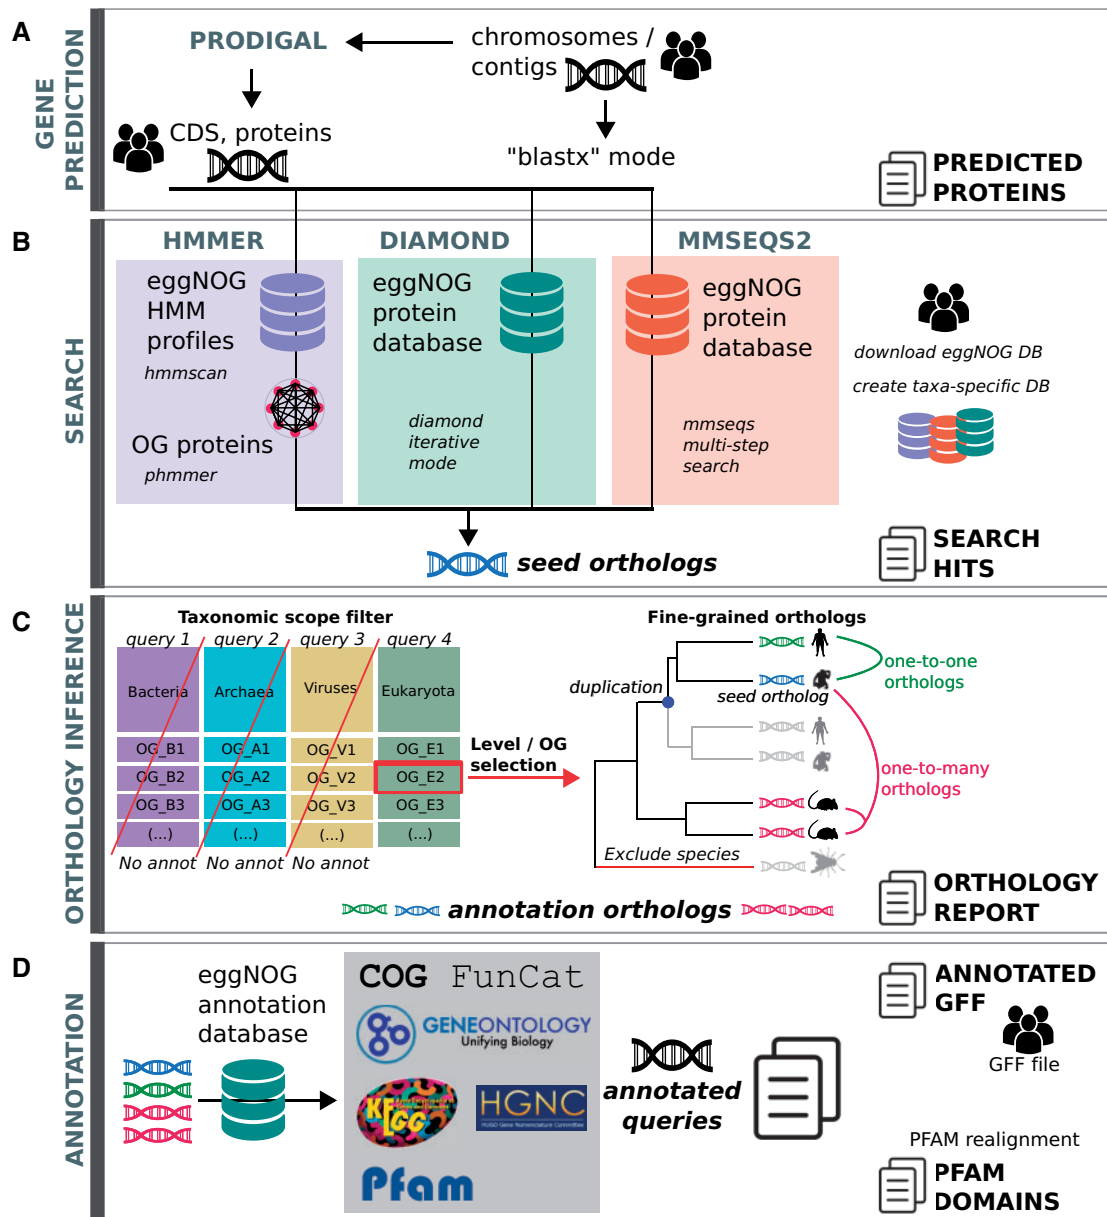 A
GENE
PREDICTION
PRODIGAL
chromosomes /
contigs
CDS, proteins
"blastx" mode
PREDICTED
PROTEINS
B
SEARCH
HMMER
DIAMOND
MMSEQS2
eggNOG
HMM
profiles
hmmscan
OG proteins
phmmer
eggNOG
protein
database
diamond
iterative
mode
eggNOG
protein
database
mmseqs
multi-step
search
download eggNOG DB
create taxa-specific DB
seed orthologs
SEARCH
HITS
C
ORTHOLOGY INFERENCE
Taxonomic scope filter
query 1 query 2 query 3 query 4
Bacteria Archaea Viruses Eukaryota
OG_B1 OG_A1 OG_V1 OG_E1
OG_B2 OG_A2 OG_V2 OG_E2
OG_B3 OG_A3 OG_V3 OG_E3
(...) (...) (...) (...)
No annot No annot No annot
Level / OG
selection
Fine-grained orthologs
duplication
seed ortholog
one-to-one
orthologs
one-to-many
orthologs
Exclude species
annotation orthologs
ORTHOLOGY
REPORT
D
ANNOTATION
eggNOG
annotation
database
COG FunCat
GENEONTOLOGY
Unifying Biology
KEGG
HGNC
HUGO Gene Nomenclature Committee
Pfam
annotated
queries
ANNOTATED
GFF
GFF file
PFAM realignment
PFAM
DOMAINS